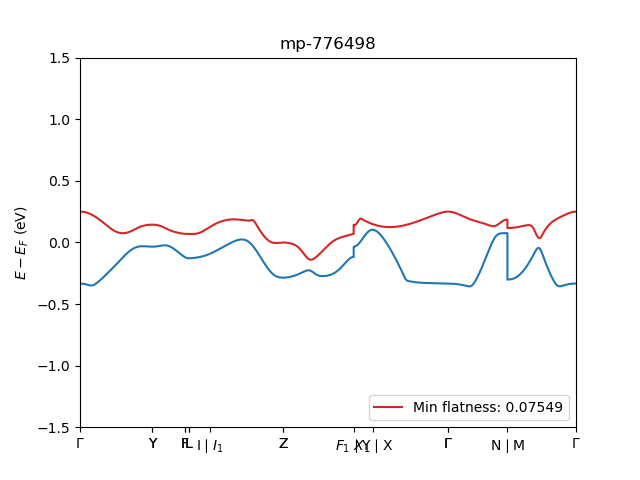 mp-776498
1.5
1.0
0.5
0.0
−0.5
−1.0
−1.5
E − E_F (eV)
Min flatness: 0.07549
Γ Y L I | I₁ Z F₁ | X | X Γ N | M Γ